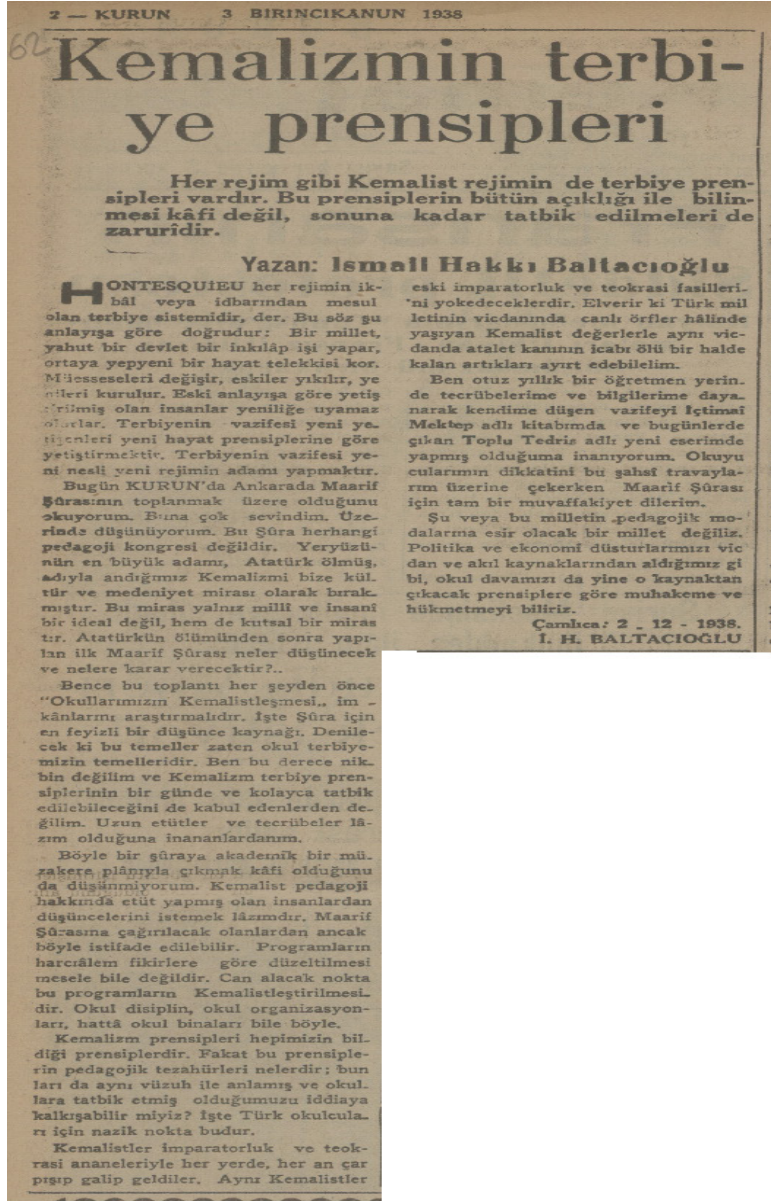 2 — KURUN 3 BİRİNCİKANUN 1938
62
Kemalizmin terbi-
ye prensipleri
Her rejim gibi Kemalist rejimin de terbiye pren-
sipleri vardır. Bu prensiplerin bütün açıklığı ile bilin-
mesi kâfi değil, sonuna kadar tatbik edilmeleri de
zarurîdir.
Yazan: Ismail Hakkı Baltacıoğlu
HONTESQUİEU her rejimin ik-
bâl veya idbarından mesul
olan terbiye sistemidir, der. Bu söz şu
anlayışa göre doğrudur: Bir millet,
yahut bir devlet bir inkılâp işi yapar,
ortaya yepyeni bir hayat telekkisi kor.
Müesseseleri değişir, eskiler yıkılır, ye
nileri kurulur. Eski anlayışa göre yetiş
tirilmiş olan insanlar yeniliğe uyamaz
olurlar. Terbiyenin vazifesi yeni ye-
tişenleri yeni hayat prensiplerine göre
yetiştirmektir. Terbiyenin vazifesi ye-
ni nesli yeni rejimin adamı yapmaktır.
Bugün KURUN'da Ankarada Maarif
Şûrasının toplanmak üzere olduğunu
okuyorum. Buna çok sevindim. Üze-
rinde düşünüyorum. Bu Şûra herhangi
pedagoji kongresi değildir. Yeryüzü-
nün en büyük adamı, Atatürk ölmüş,
adıyla andığımız Kemalizmi bize kül-
tür ve medeniyet mirası olarak bırak-
mıştır. Bu miras yalnız millî ve insanî
bir ideal değil, hem de kutsal bir miras
tır. Atatürkün ölümünden sonra yapı-
lan ilk Maarif Şûrası neler düşünecek
ve nelere karar verecektir?..
Bence bu toplantı her şeyden önce
"Okullarımızın Kemalistleşmesi,, im -
kânlarını araştırmalıdır. İşte Şûra için
en feyizli bir düşünce kaynağı. Denile-
cek ki bu temeller zaten okul terbiye-
mizin temelleridir. Ben bu derece nik-
bin değilim ve Kemalizm terbiye pren-
siplerinin bir günde ve kolayca tatbik
edilebileceğini de kabul edenlerden de-
ğilim. Uzun etütler ve tecrübeler lâ-
zım olduğuna inananlardanım.
Böyle bir şûraya akademik bir mü-
zakere plânıyla çıkmak kâfi olduğunu
da düşünmiyorum. Kemalist pedagoji
hakkında etüt yapmış olan insanlardan
düşüncelerini istemek lâzımdır. Maarif
Şûrasına çağırılacak olanlardan ancak
böyle istifade edilebilir. Programların
harcıâlem fikirlere göre düzeltilmesi
mesele bile değildir. Can alacak nokta
bu programların Kemalistleştirilmesi-
dir. Okul disiplin, okul organizasyon-
ları, hattâ okul binaları bile böyle.
Kemalizm prensipleri hepimizin bil-
diği prensiplerdir. Fakat bu prensiple-
rin pedagojik tezahürleri nelerdir; bun
ları da aynı vüzuh ile anlamış ve okul-
lara tatbik etmiş olduğumuzu iddiaya
kalkışabilir miyiz? İşte Türk okulcula-
rı için nazik nokta budur.
Kemalistler imparatorluk ve teok-
rasi ananeleriyle her yerde, her an çar
pışıp galip geldiler. Aynı Kemalistler
eski imparatorluk ve teokrasi fasilleri-
ni yokedeceklerdir. Elverir ki Türk mil
letinin vicdanında canlı örfler hâlinde
yaşıyan Kemalist değerlerle aynı vic-
danda atalet kanının icabı ölü bir halde
kalan artıkları ayırt edebilelim.
Ben otuz yıllık bir öğretmen yerin-
de tecrübelerime ve bilgilerime daya-
narak kendime düşen vazifeyi İçtimaî
Mektep adlı kitabımda ve bugünlerde
çıkan Toplu Tedris adlı yeni eserimde
yapmış olduğuma inanıyorum. Okuyu
cularımın dikkatini bu şahsî travayla-
rım üzerine çekerken Maarif Şûrası
için tam bir muvaffakiyet dilerim.
Şu veya bu milletin pedagojik mo-
dalarma esir olacak bir millet değiliz.
Politika ve ekonomi düsturlarımızı vic
dan ve akıl kaynaklarından aldığımız gi
bi, okul davamızı da yine o kaynaktan
çıkacak prensiplere göre muhakeme ve
hükmetmeyi biliriz.
Çamlıca: 2 - 12 - 1938.
İ. H. BALTACIOĞLU